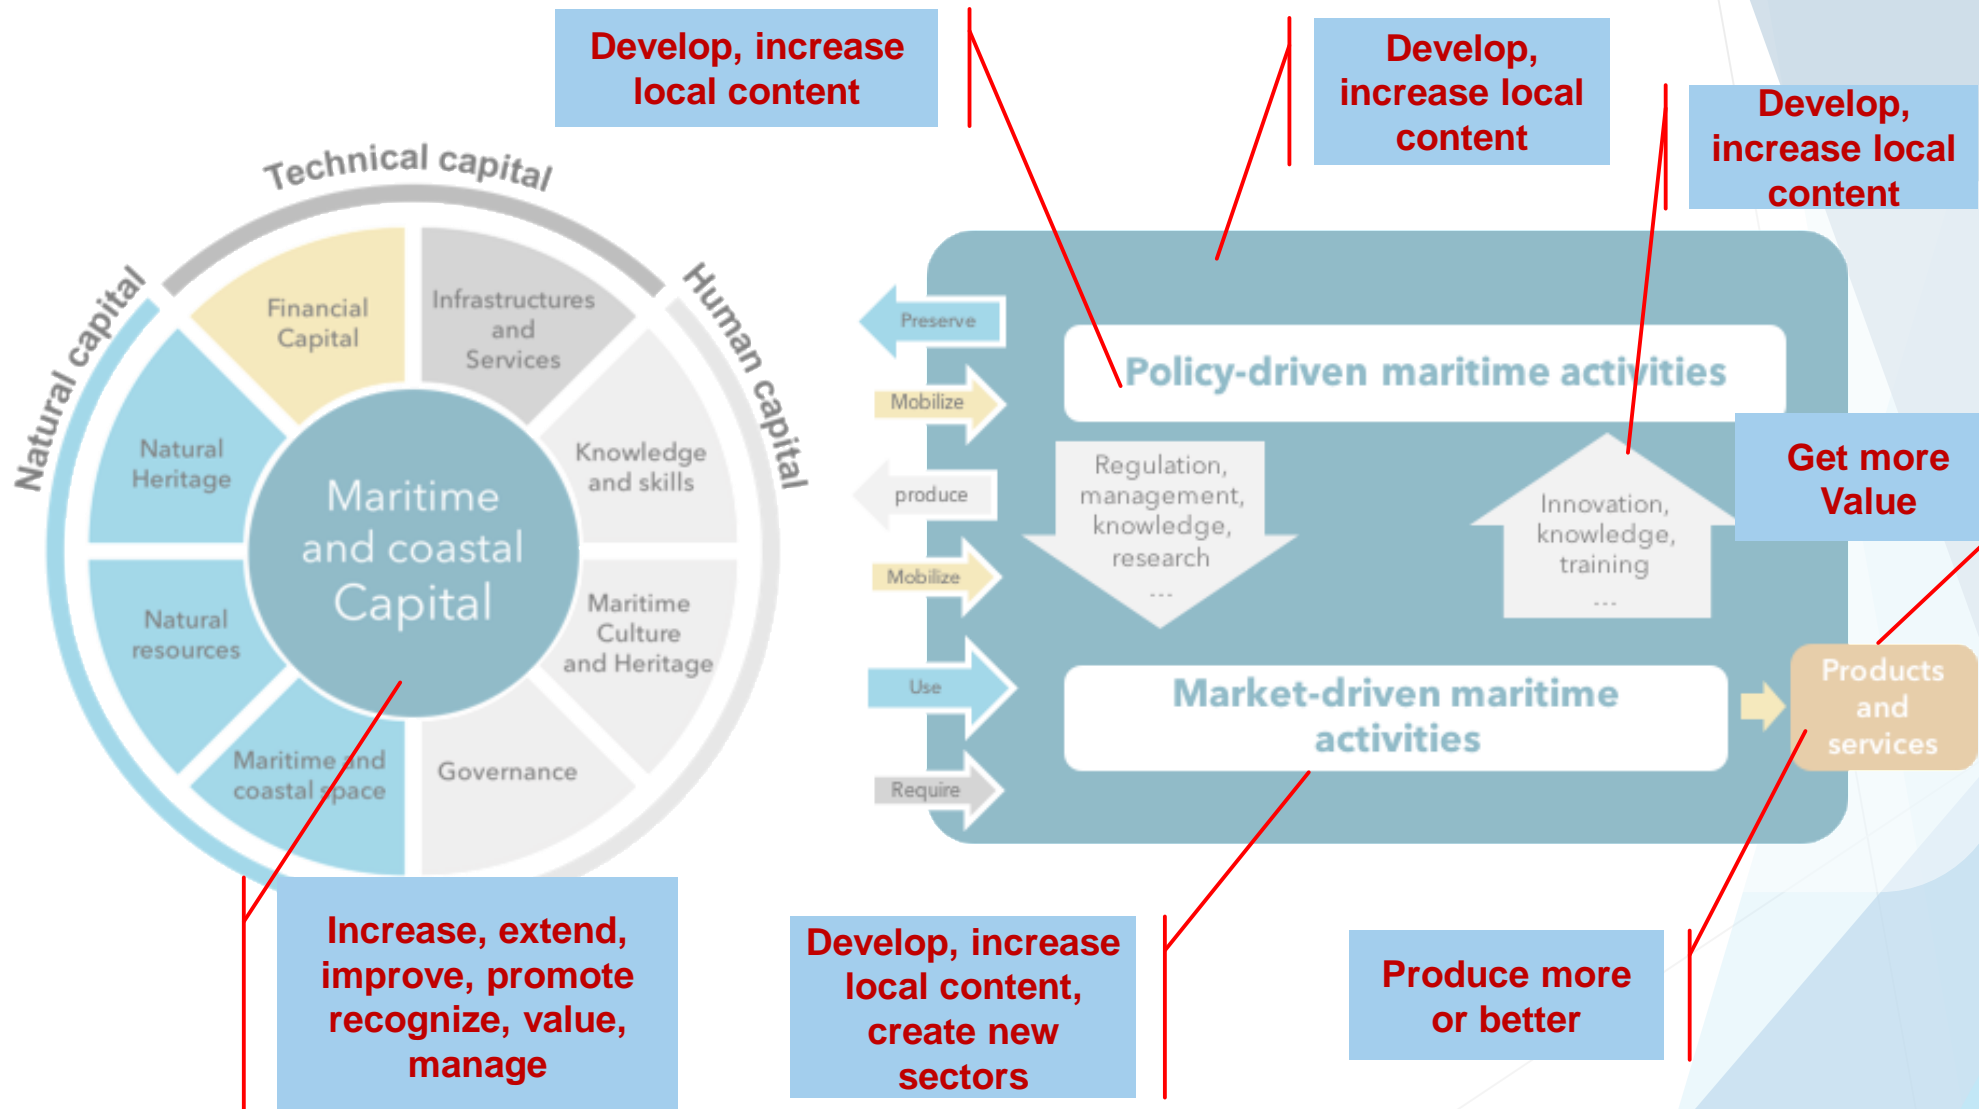 Develop, increase
local content
Develop,
increase local
content
Develop,
increase local
content
Technical capital
Natural capital
Human capital
Financial
Capital
Infrastructures
and
Services
Natural
Heritage
Knowledge
and skills
Maritime
and coastal
Capital
Natural
resources
Maritime
Culture
and Heritage
Maritime and
coastal space
Governance
Preserve
Mobilize
produce
Mobilize
Use
Require
Policy-driven maritime activities
Regulation,
management,
knowledge,
research
...
Innovation,
knowledge,
training
...
Get more
Value
Market-driven maritime
activities
Products
and
services
Increase, extend,
improve, promote
recognize, value,
manage
Develop, increase
local content,
create new
sectors
Produce more
or better